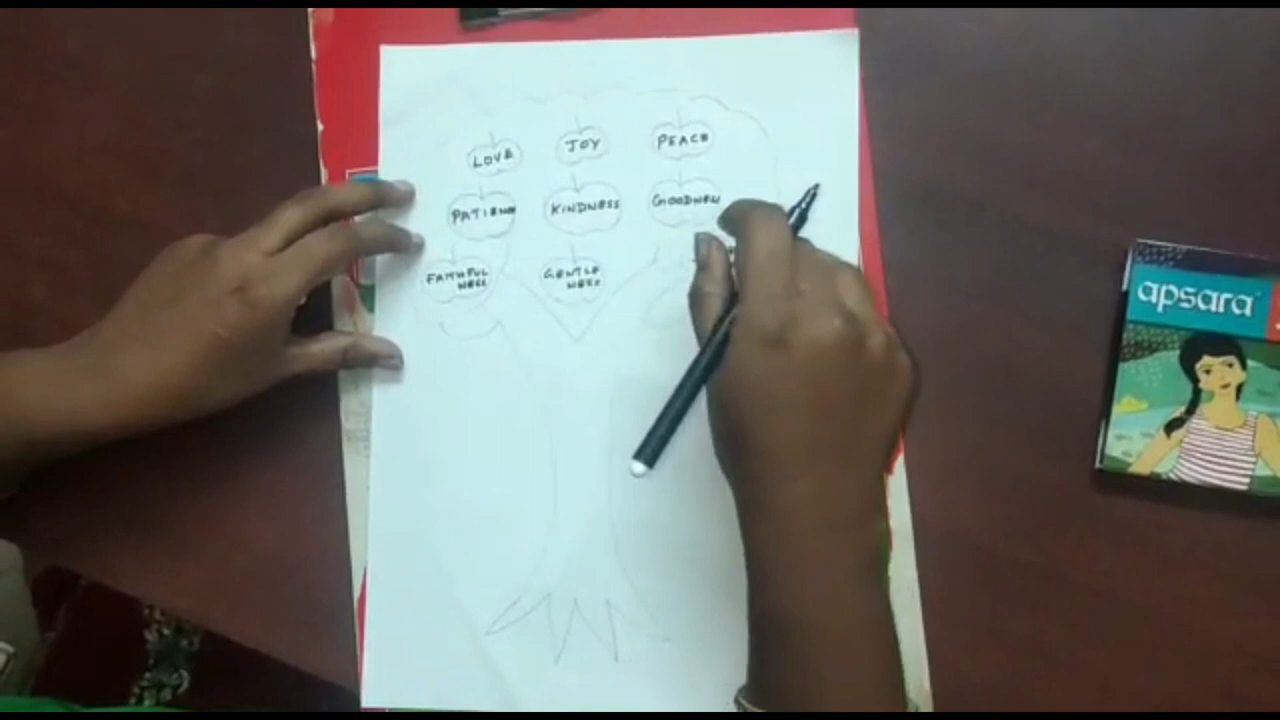 LOVE
JOY
PEACE
PATIENCE
KINDNESS
GOODNESS
FAITHFUL
NESS
GENTLE
NESS
apsara